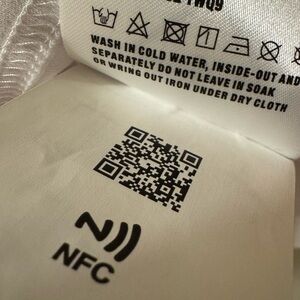 WASH IN COLD WATER, INSIDE-OUT AND
SEPARATELY DO NOT LEAVE IN SOAK
OR WRING OUT IRON UNDER DRY CLOTH
NFC